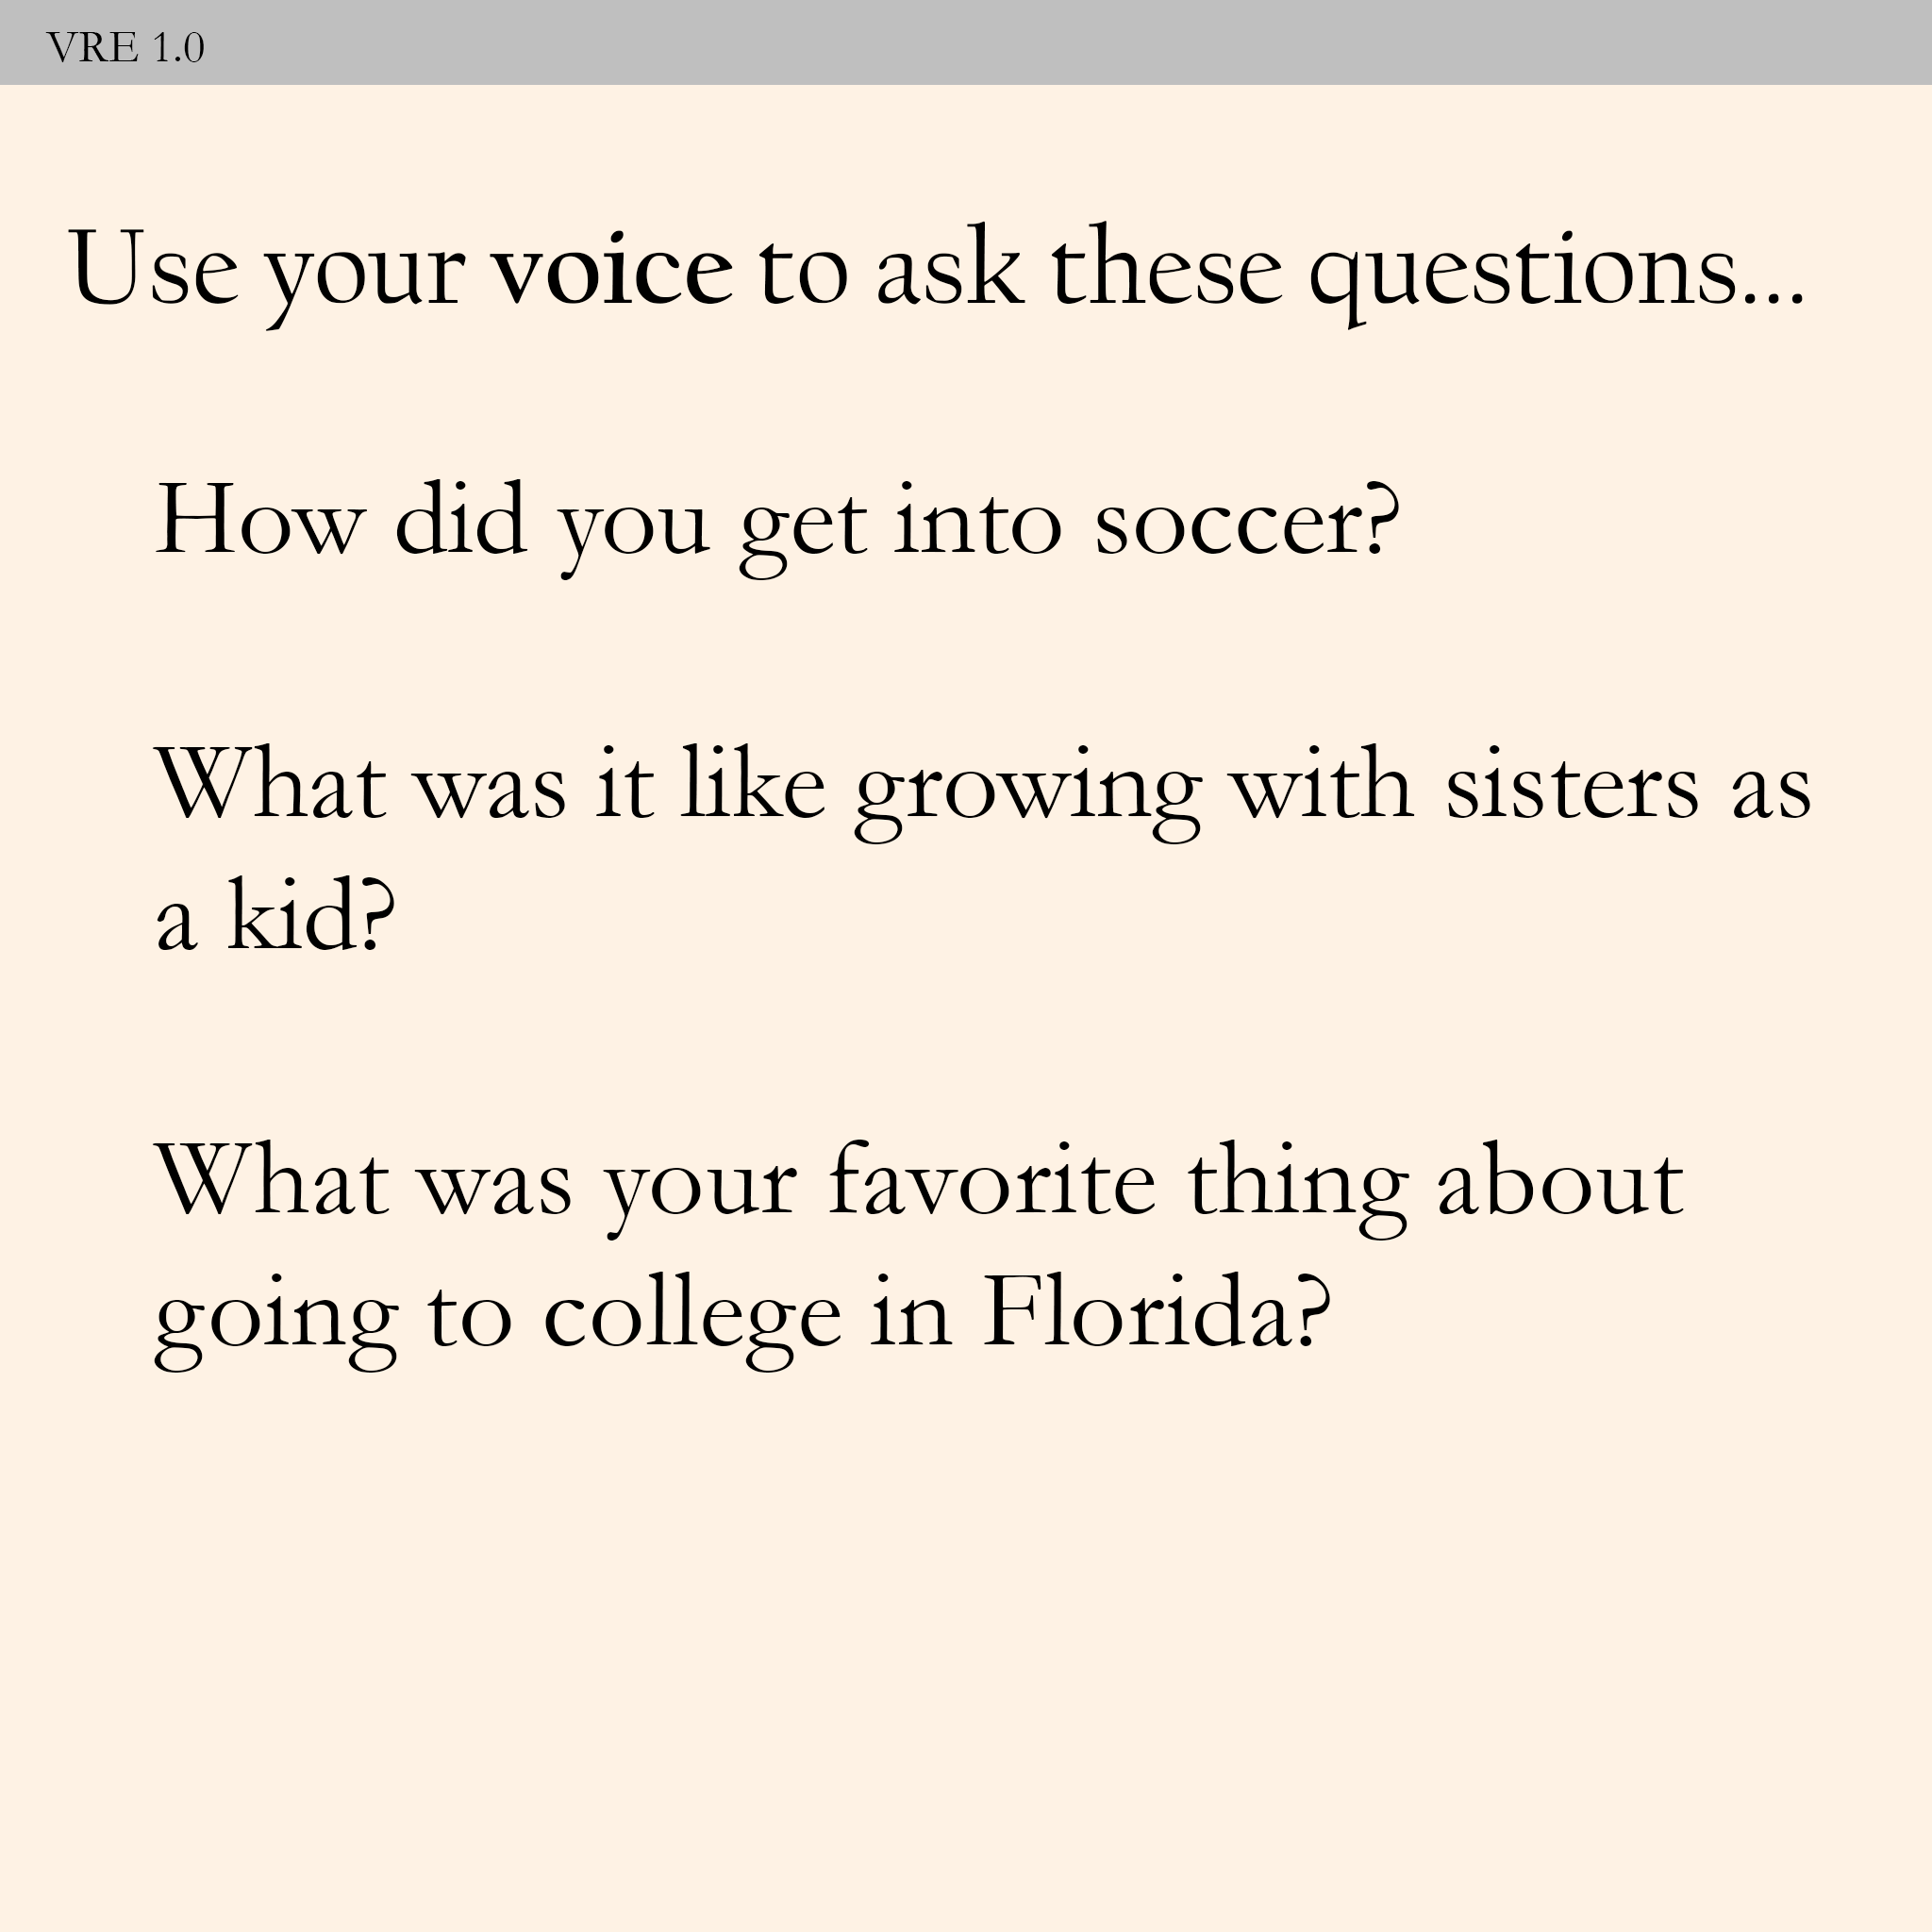 VRE 1.0
Use your voice to ask these questions...
How did you get into soccer?
What was it like growing with sisters as
a kid?
What was your favorite thing about
going to college in Florida?